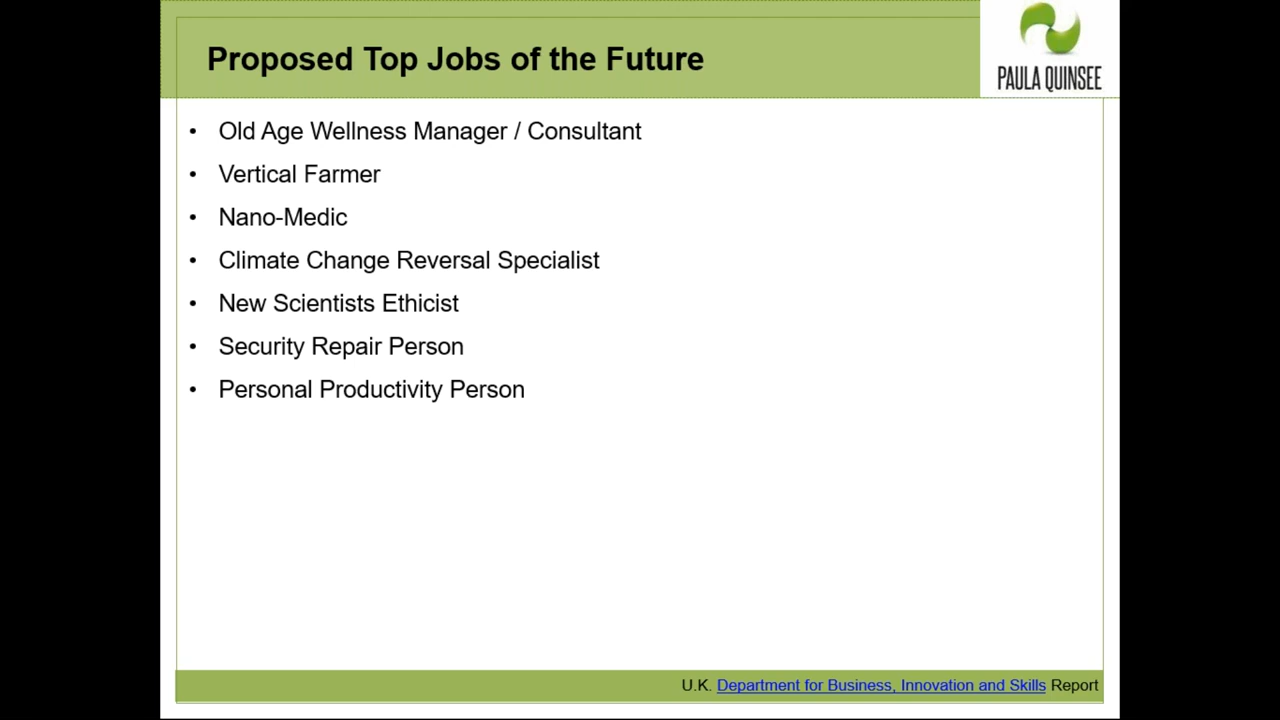 Proposed Top Jobs of the Future
PAULA QUINSEE
• Old Age Wellness Manager / Consultant
• Vertical Farmer
• Nano-Medic
• Climate Change Reversal Specialist
• New Scientists Ethicist
• Security Repair Person
• Personal Productivity Person
U.K. Department for Business, Innovation and Skills Report